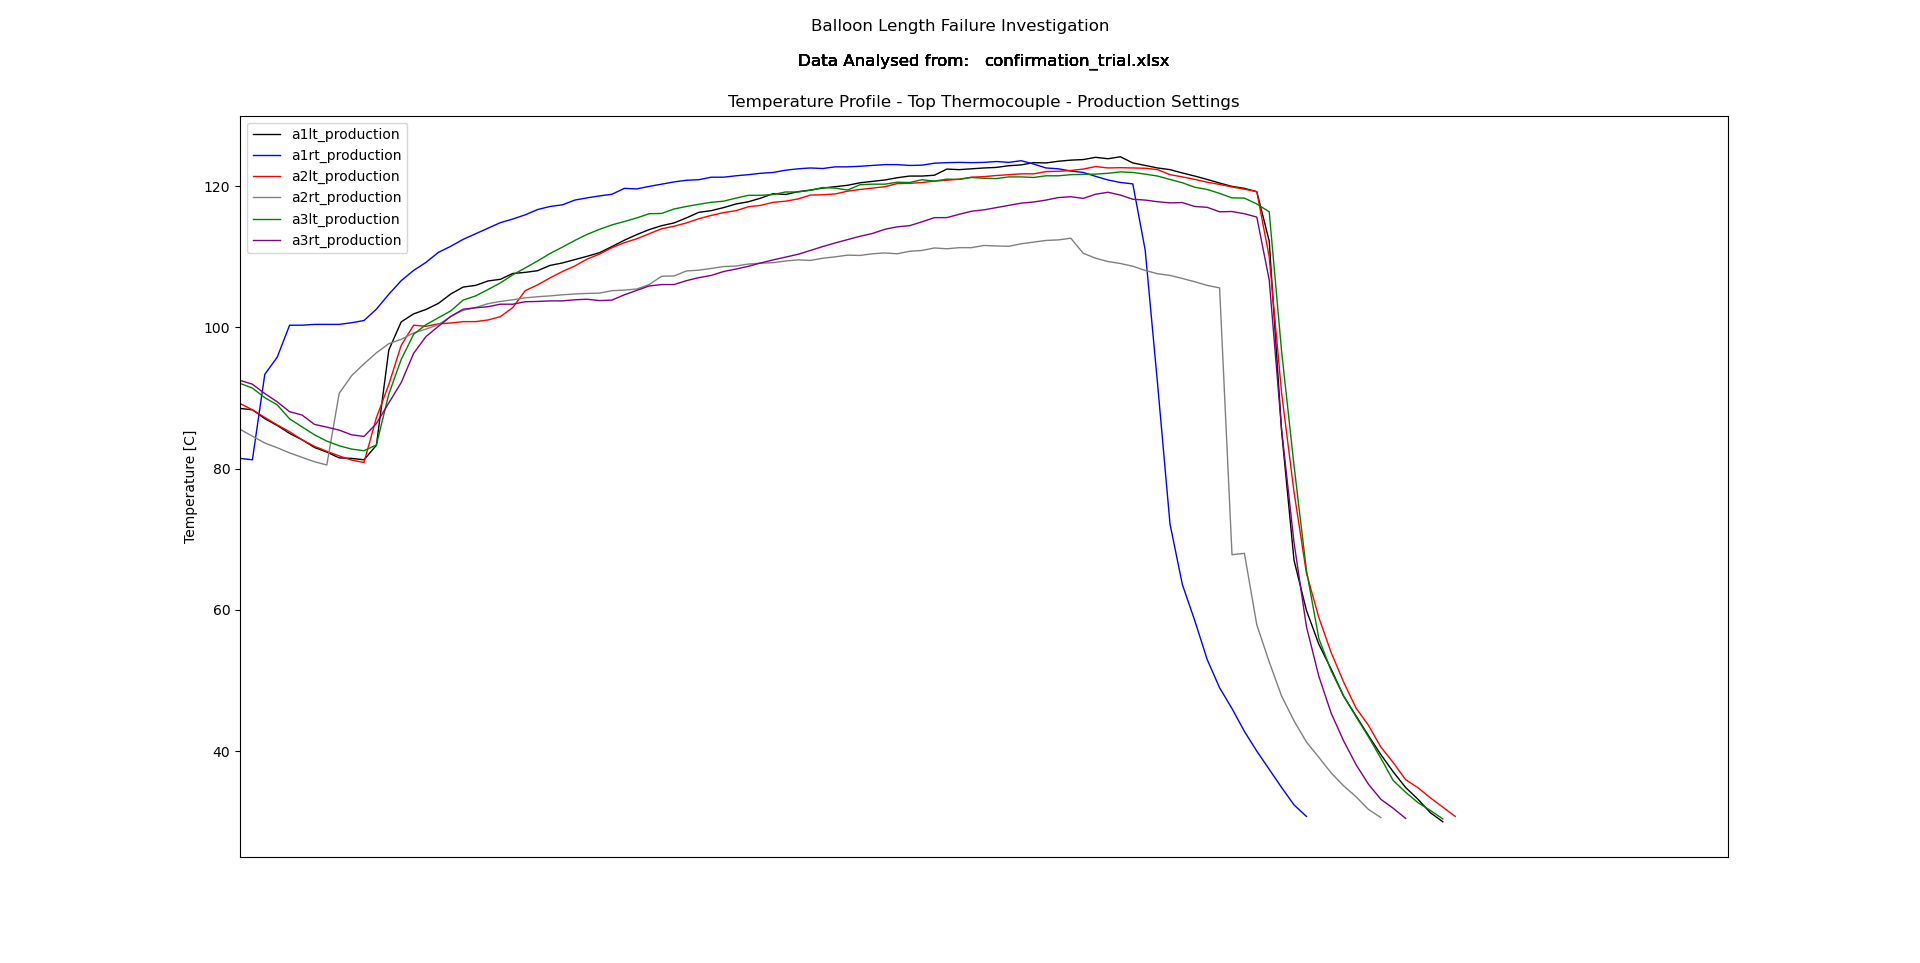 Balloon Length Failure Investigation
Data Analysed from:   confirmation_trial.xlsx
Temperature Profile - Top Thermocouple - Production Settings
a1lt_production
a1rt_production
a2lt_production
a2rt_production
a3lt_production
a3rt_production
120
100
80
60
40
Temperature [C]